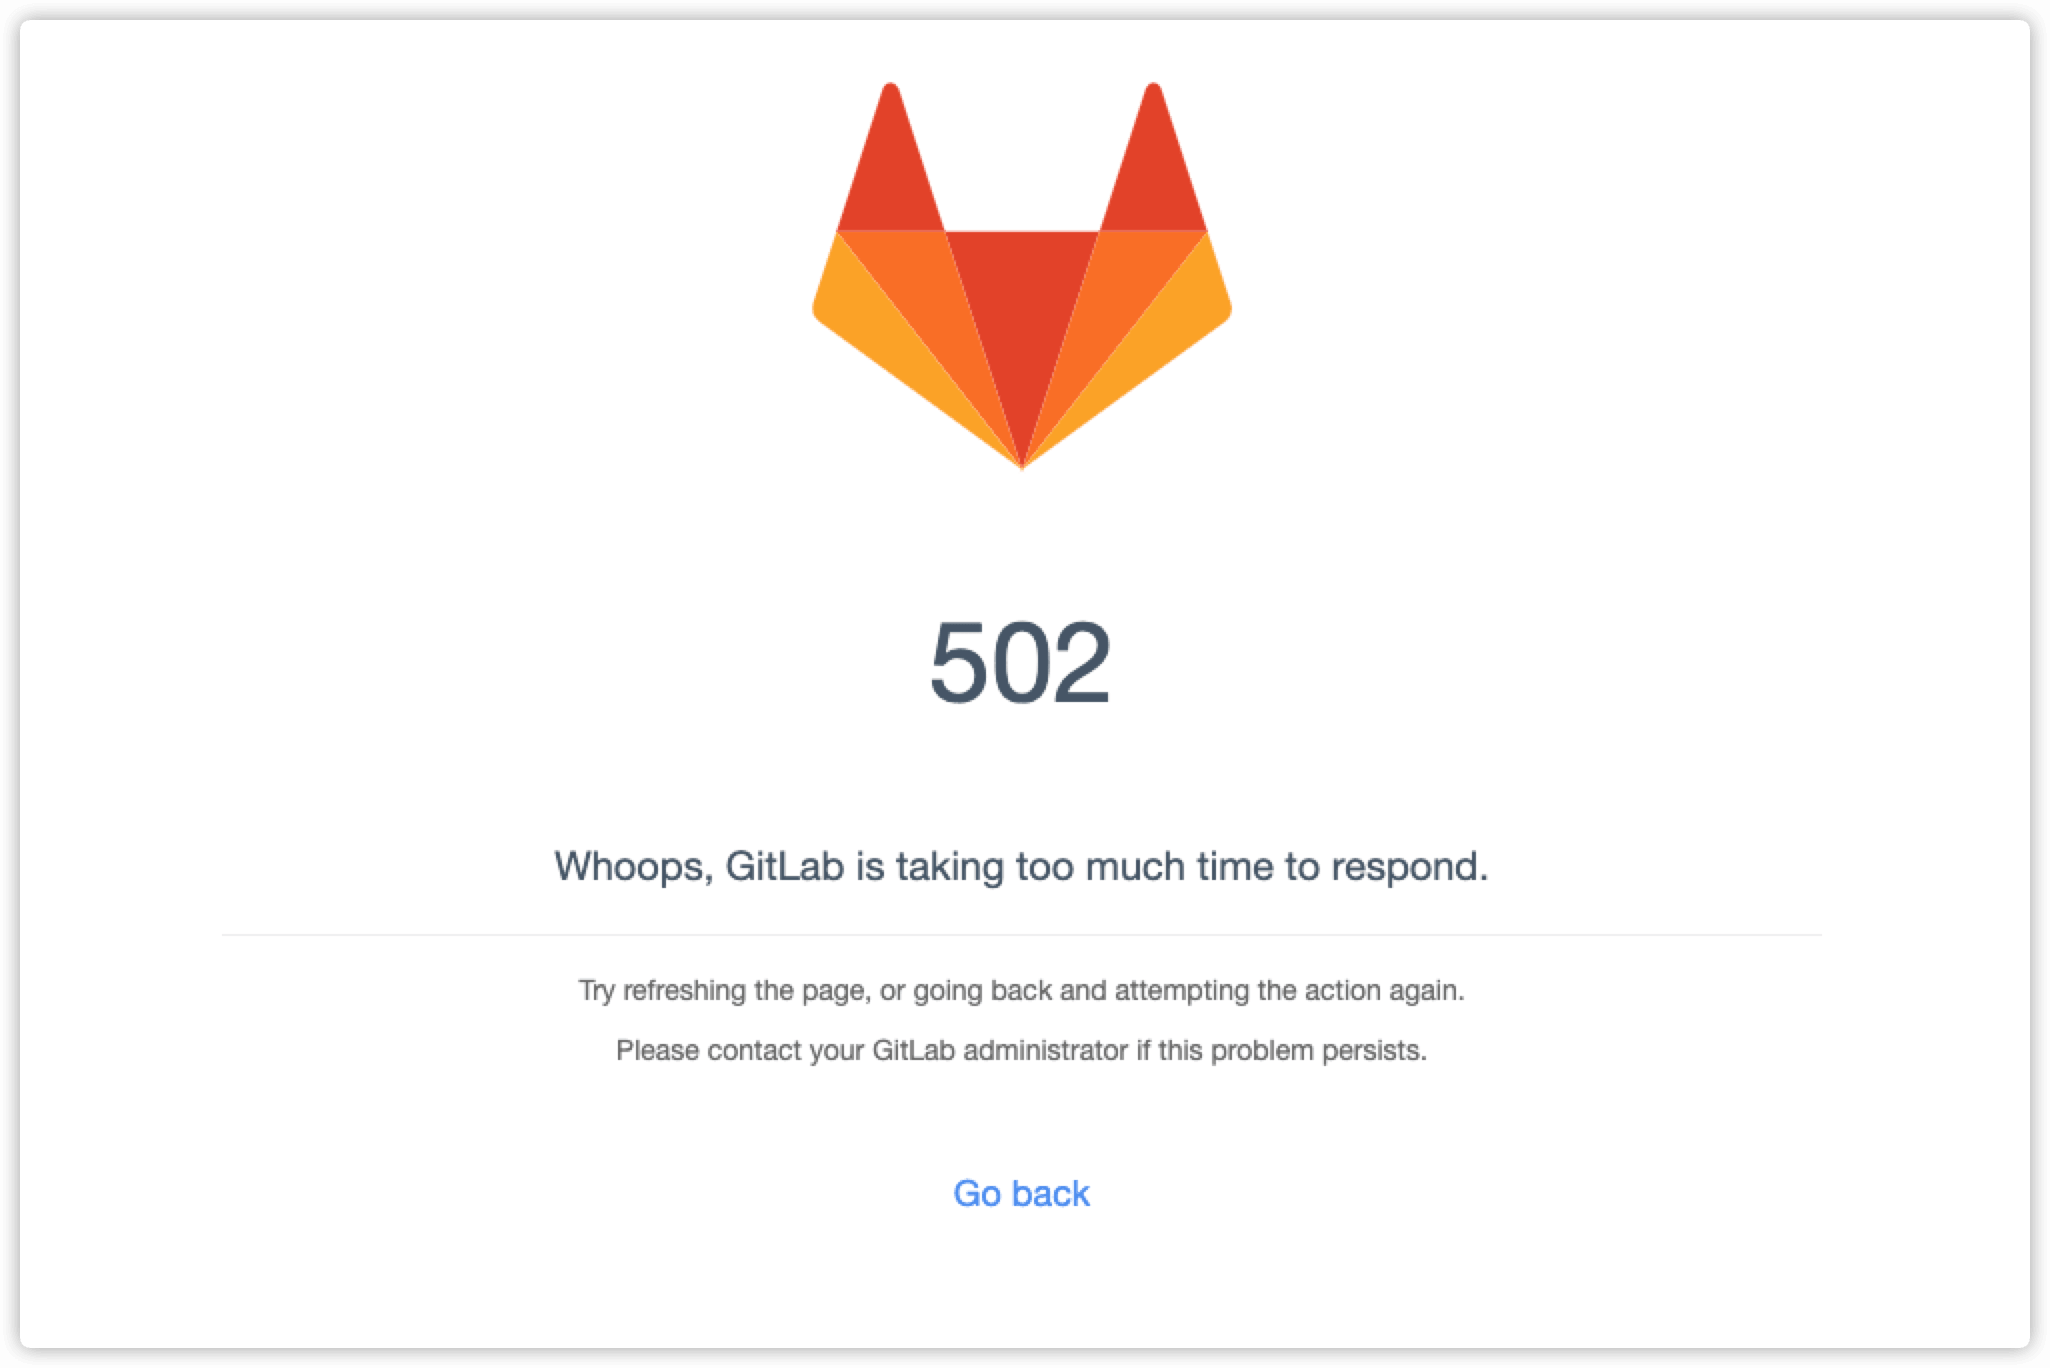 502
Whoops, GitLab is taking too much time to respond.
Try refreshing the page, or going back and attempting the action again.
Please contact your GitLab administrator if this problem persists.
Go back